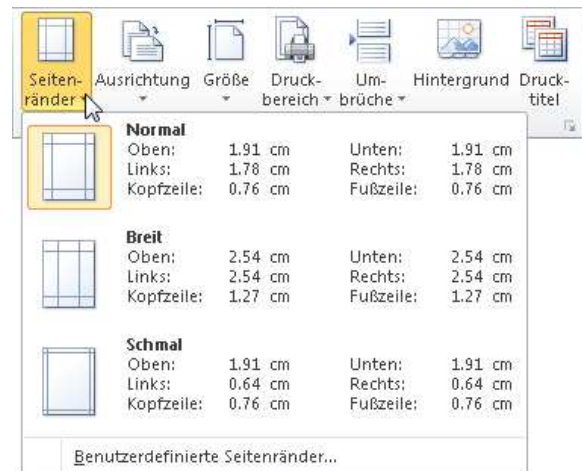 Seiten- Ausrichtung Größe Druck- Um- Hintergrund Druck-
ränder bereich brüche titel
Normal
Oben: 1.91 cm Unten: 1.91 cm
Links: 1.78 cm Rechts: 1.78 cm
Kopfzeile: 0.76 cm Fußzeile: 0.76 cm
Breit
Oben: 2.54 cm Unten: 2.54 cm
Links: 2.54 cm Rechts: 2.54 cm
Kopfzeile: 1.27 cm Fußzeile: 1.27 cm
Schmal
Oben: 1.91 cm Unten: 1.91 cm
Links: 0.64 cm Rechts: 0.64 cm
Kopfzeile: 0.76 cm Fußzeile: 0.76 cm
Benutzerdefinierte Seitenränder...